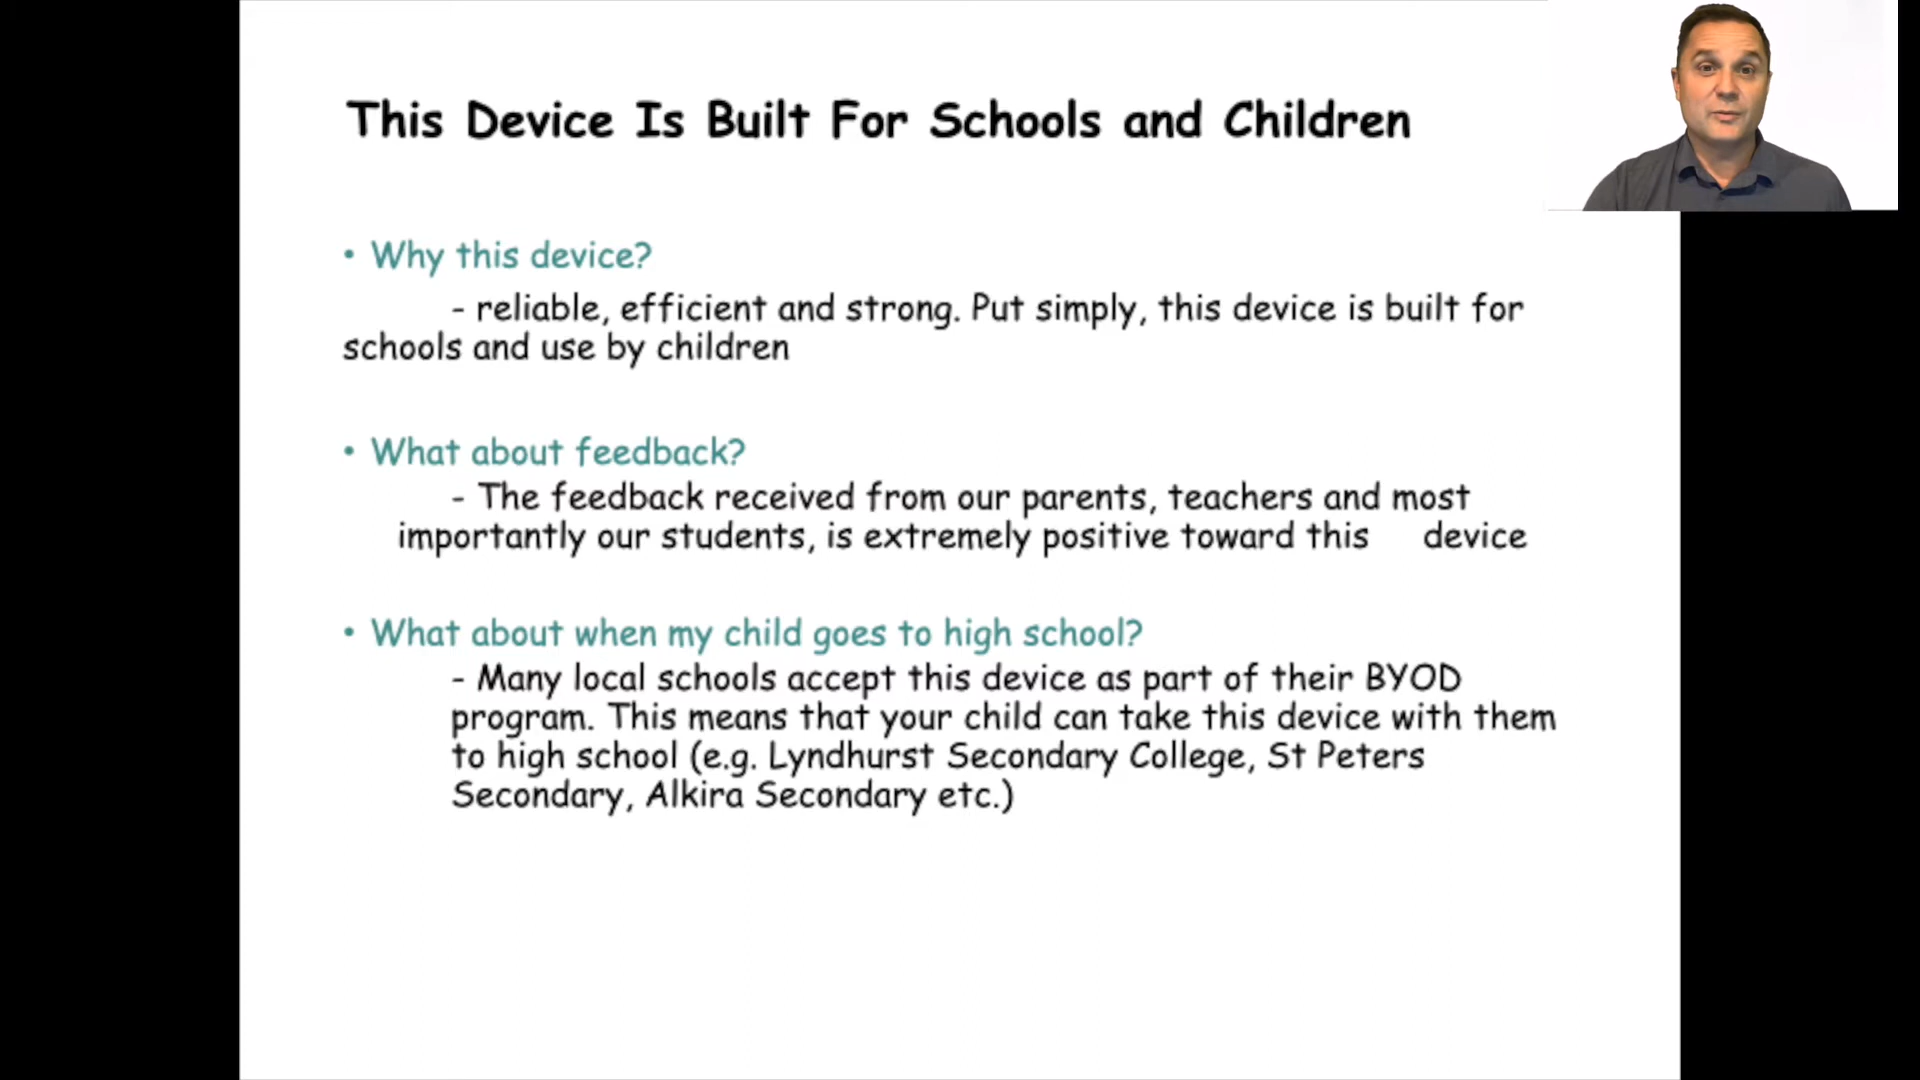 This Device Is Built For Schools and Children
• Why this device?
- reliable, efficient and strong. Put simply, this device is built for
schools and use by children
• What about feedback?
- The feedback received from our parents, teachers and most
importantly our students, is extremely positive toward this device
• What about when my child goes to high school?
- Many local schools accept this device as part of their BYOD
program. This means that your child can take this device with them
to high school (e.g. Lyndhurst Secondary College, St Peters
Secondary, Alkira Secondary etc.)